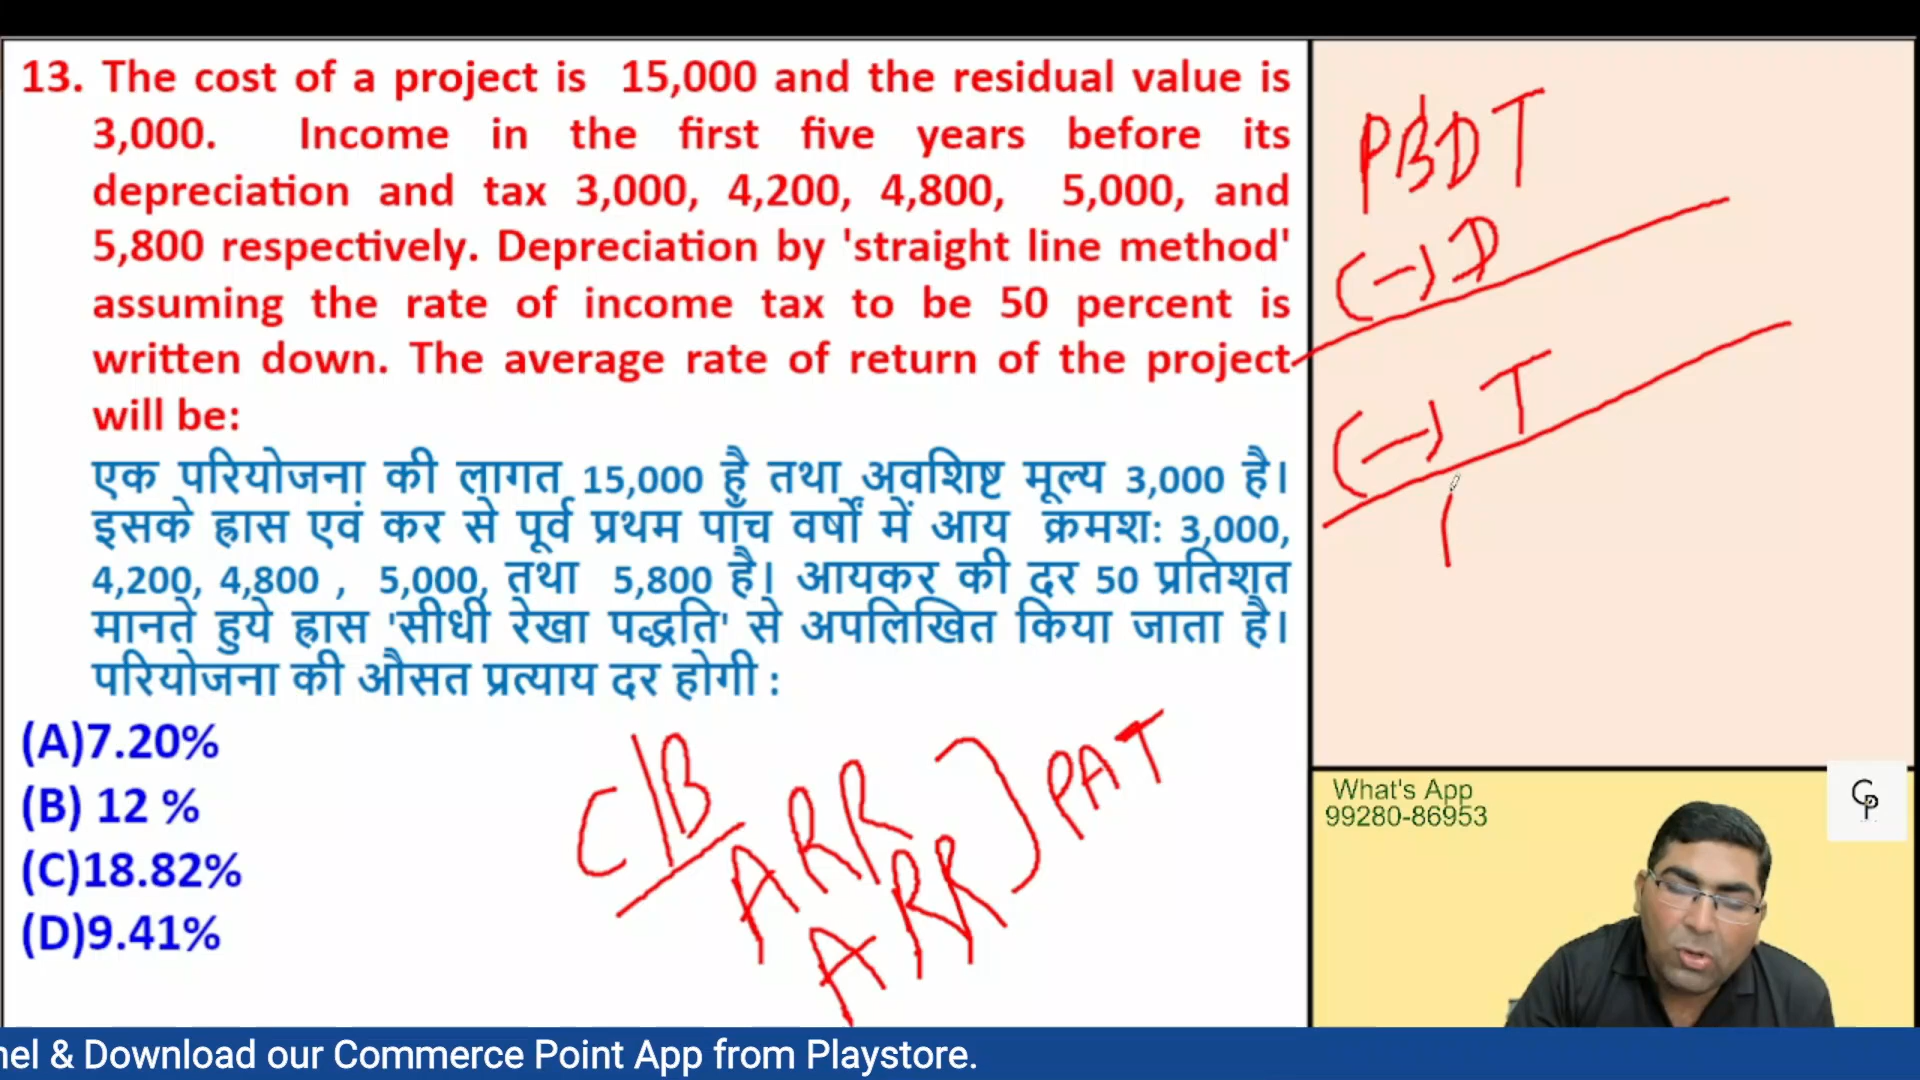 13. The cost of a project is 15,000 and the residual value is
3,000. Income in the first five years before its
depreciation and tax 3,000, 4,200, 4,800, 5,000, and
5,800 respectively. Depreciation by 'straight line method'
assuming the rate of income tax to be 50 percent is
written down. The average rate of return of the project
will be:
एक परियोजना की लागत 15,000 है तथा अवशिष्ट मूल्य 3,000 है।
इसके ह्रास एवं कर से पूर्व प्रथम पाँच वर्षों में आय क्रमश: 3,000,
4,200, 4,800 , 5,000, तथा 5,800 है। आयकर की दर 50 प्रतिशत
मानते हुये ह्रास 'सीधी रेखा पद्धति' से अपलिखित किया जाता है।
परियोजना की औसत प्रत्याय दर होगी :
(A)7.20%
(B) 12 %
(C)18.82%
(D)9.41%
C/B
ARR
ARR
PAT
PBDT
(-) D
(-) T
What's App
99280-86953
CP
nel & Download our Commerce Point App from Playstore.